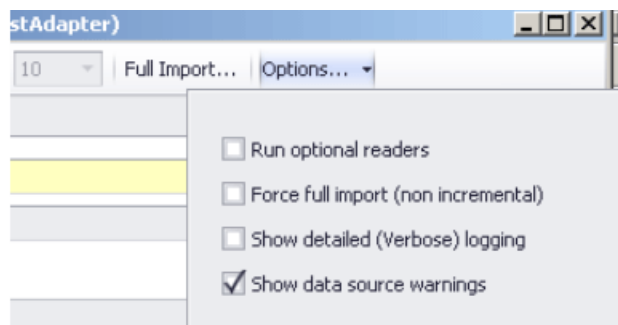 stAdapter)
10 Full Import... Options...
Run optional readers
Force full import (non incremental)
Show detailed (Verbose) logging
Show data source warnings